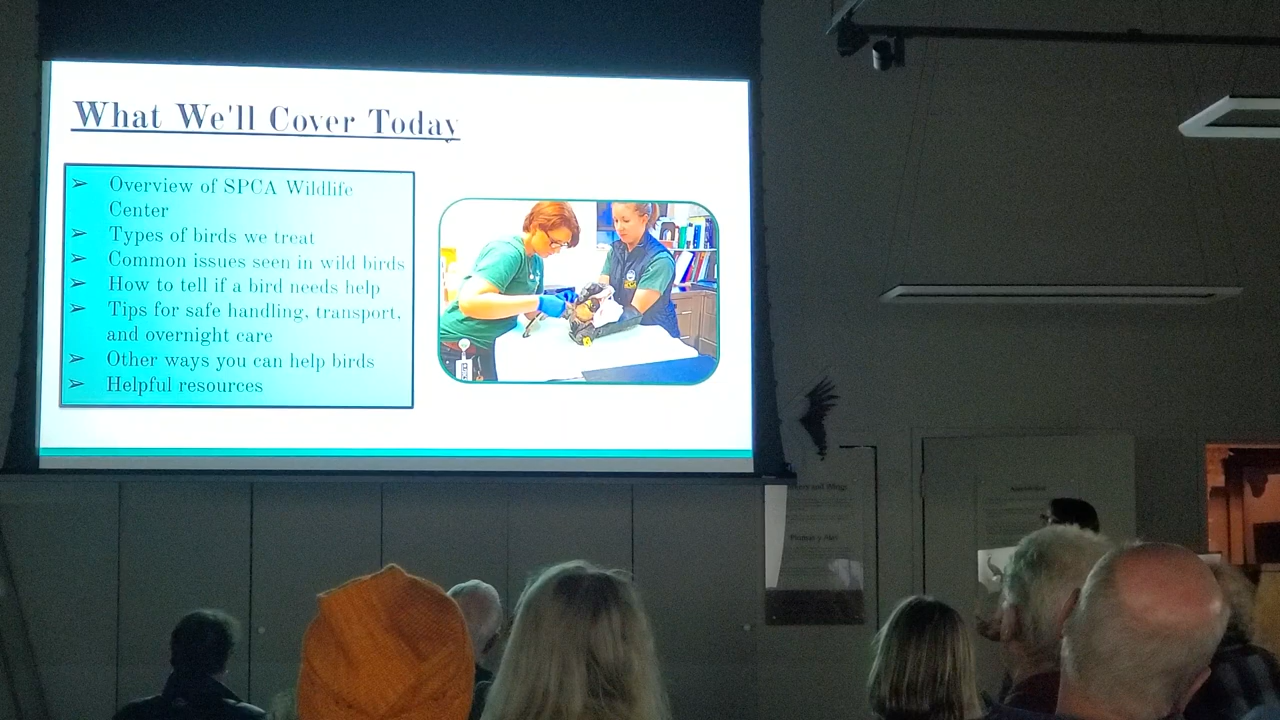 What We'll Cover Today
➢ Overview of SPCA Wildlife
Center
➢ Types of birds we treat
➢ Common issues seen in wild birds
➢ How to tell if a bird needs help
➢ Tips for safe handling, transport,
and overnight care
➢ Other ways you can help birds
➢ Helpful resources